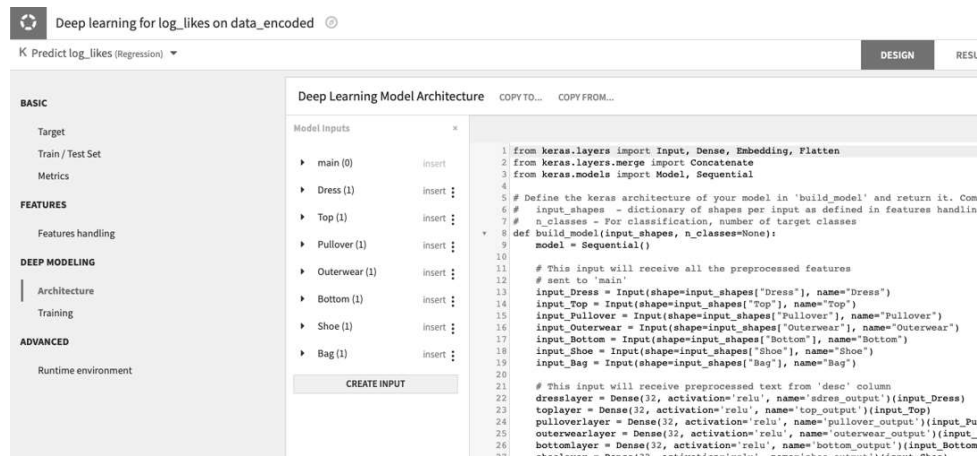 Deep learning for log_likes on data_encoded
K Predict log_likes (Regression)
DESIGN
BASIC
Target
Train / Test Set
Metrics
FEATURES
Features handling
DEEP MODELING
Architecture
Training
ADVANCED
Runtime environment
Deep Learning Model Architecture COPY TO... COPY FROM...
Model Inputs ×
main (0) insert
Dress (1) insert
Top (1) insert
Pullover (1) insert
Outerwear (1) insert
Bottom (1) insert
Shoe (1) insert
Bag (1) insert
CREATE INPUT
1 from keras.layers import Input, Dense, Embedding, Flatten
2 from keras.layers.merge import Concatenate
3 from keras.models import Model, Sequential
4
5 # Define the keras architecture of your model in 'build_model' and return it. Com
6 # input_shapes - dictionary of shapes per input as defined in features handlin
7 # n_classes - For classification, number of target classes
8 def build_model(input_shapes, n_classes=None):
9 model = Sequential()
10
11 # This input will receive all the preprocessed features
12 # sent to 'main'
13 input_Dress = Input(shape=input_shapes["Dress"], name="Dress")
14 input_Top = Input(shape=input_shapes["Top"], name="Top")
15 input_Pullover = Input(shape=input_shapes["Pullover"], name="Pullover")
16 input_Outerwear = Input(shape=input_shapes["Outerwear"], name="Outerwear")
17 input_Bottom = Input(shape=input_shapes["Bottom"], name="Bottom")
18 input_Shoe = Input(shape=input_shapes["Shoe"], name="Shoe")
19 input_Bag = Input(shape=input_shapes["Bag"], name="Bag")
20
21 # This input will receive preprocessed text from 'desc' column
22 dresslayer = Dense(32, activation='relu', name='sdres_output')(input_Dress)
23 toplayer = Dense(32, activation='relu', name='top_output')(input_Top)
24 pulloverlayer = Dense(32, activation='relu', name='pullover_output')(input_Pu
25 outerwearlayer = Dense(32, activation='relu', name='outerwear_output')(input_
26 bottomlayer = Dense(32, activation='relu', name='bottom_output')(input_Bottom